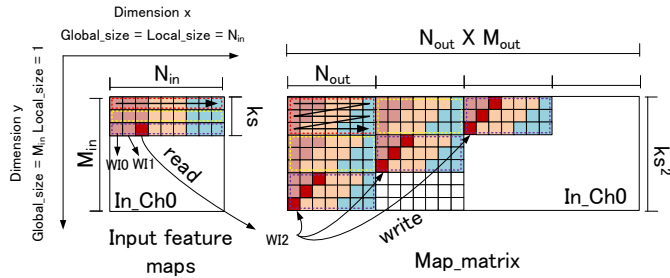 Dimension x
Global_size = Local_size = N_in
N_out X M_out
Dimension y
Global_size = M_in Local_size = 1
N_in
N_out
ks
M_in
WI0
WI1
read
In_Ch0
Input feature
maps
WI2
write
In_Ch0
ks²
Map_matrix